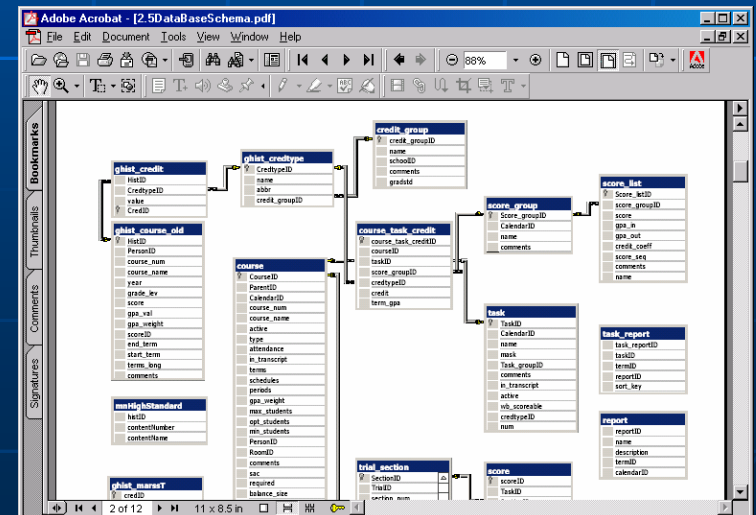 Adobe Acrobat - [2.5DataBaseSchema.pdf]
File Edit Document Tools View Window Help
88%
Adobe
Bookmarks
Thumbnails
Comments
Signatures
credit_group
credit_groupID
name
schoolID
comments
gradstd
ghist_credtype
CredtypeID
name
abbr
credit_groupID
ghist_credit
HistID
CredtypeID
value
CredID
ghist_course_old
HistID
PersonID
course_num
course_name
year
grade_lev
score
gpa_val
gpa_weight
scoreID
end_term
start_term
terms_long
comments
mnHighStandard
histID
contentNumber
contentName
ghist_marssT
credID
course
CourseID
ParentID
CalendarID
course_num
course_name
active
type
attendance
in_transcript
terms
schedules
periods
gpa_weight
max_students
opt_students
min_students
PersonID
RoomID
comments
sac
required
balance_size
course_task_credit
course_task_creditID
courseID
taskID
score_groupID
credtypeID
credit
term_gpa
score_group
Score_groupID
CalendarID
name
comments
score_list
Score_listID
score_groupID
score
gpa_in
gpa_out
credit_coeff
score_seq
comments
name
task
TaskID
CalendarID
name
mask
Task_groupID
comments
in_transcript
active
wb_scoreable
credtypeID
num
task_report
task_reportID
taskID
termID
reportID
sort_key
report
reportID
name
description
termID
calendarID
trial_section
SectionID
TrialID
section_num
score
scoreID
TaskID
2 of 12
11 x 8.5 in